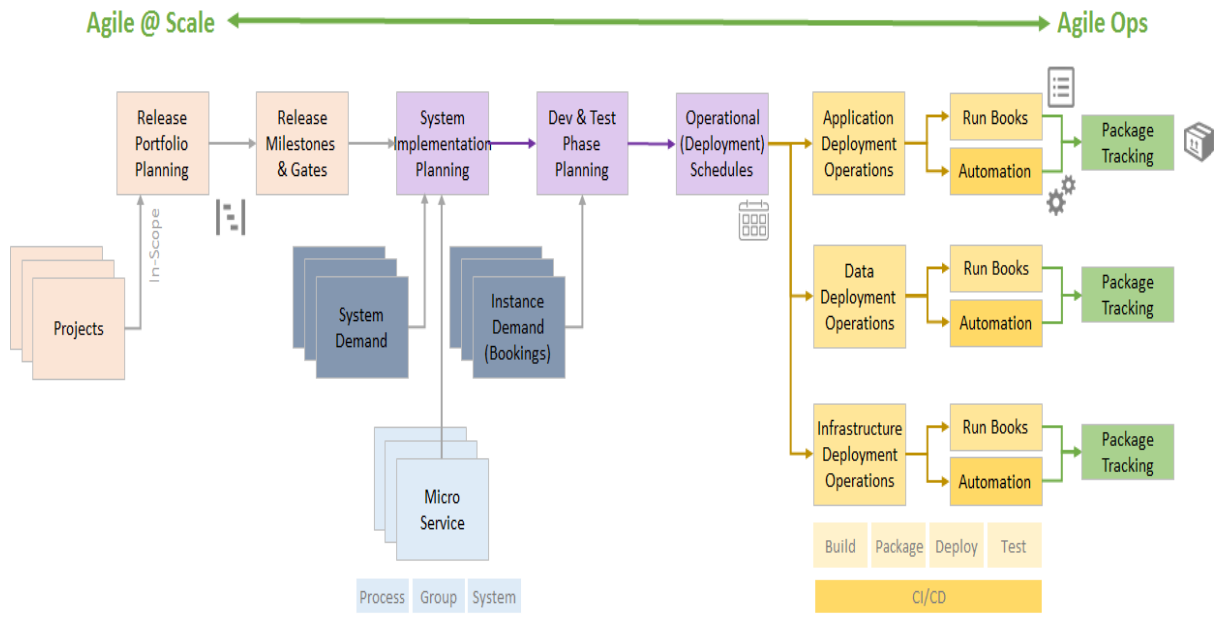 Agile @ Scale
Agile Ops
Release
Portfolio
Planning
Release
Milestones
& Gates
System
Implementation
Planning
Dev & Test
Phase
Planning
Operational
(Deployment)
Schedules
Application
Deployment
Operations
Run Books
Automation
Package
Tracking
In-Scope
Projects
System
Demand
Instance
Demand
(Bookings)
Data
Deployment
Operations
Run Books
Automation
Package
Tracking
Micro
Service
Infrastructure
Deployment
Operations
Run Books
Automation
Package
Tracking
Process
Group
System
Build
Package
Deploy
Test
CI/CD